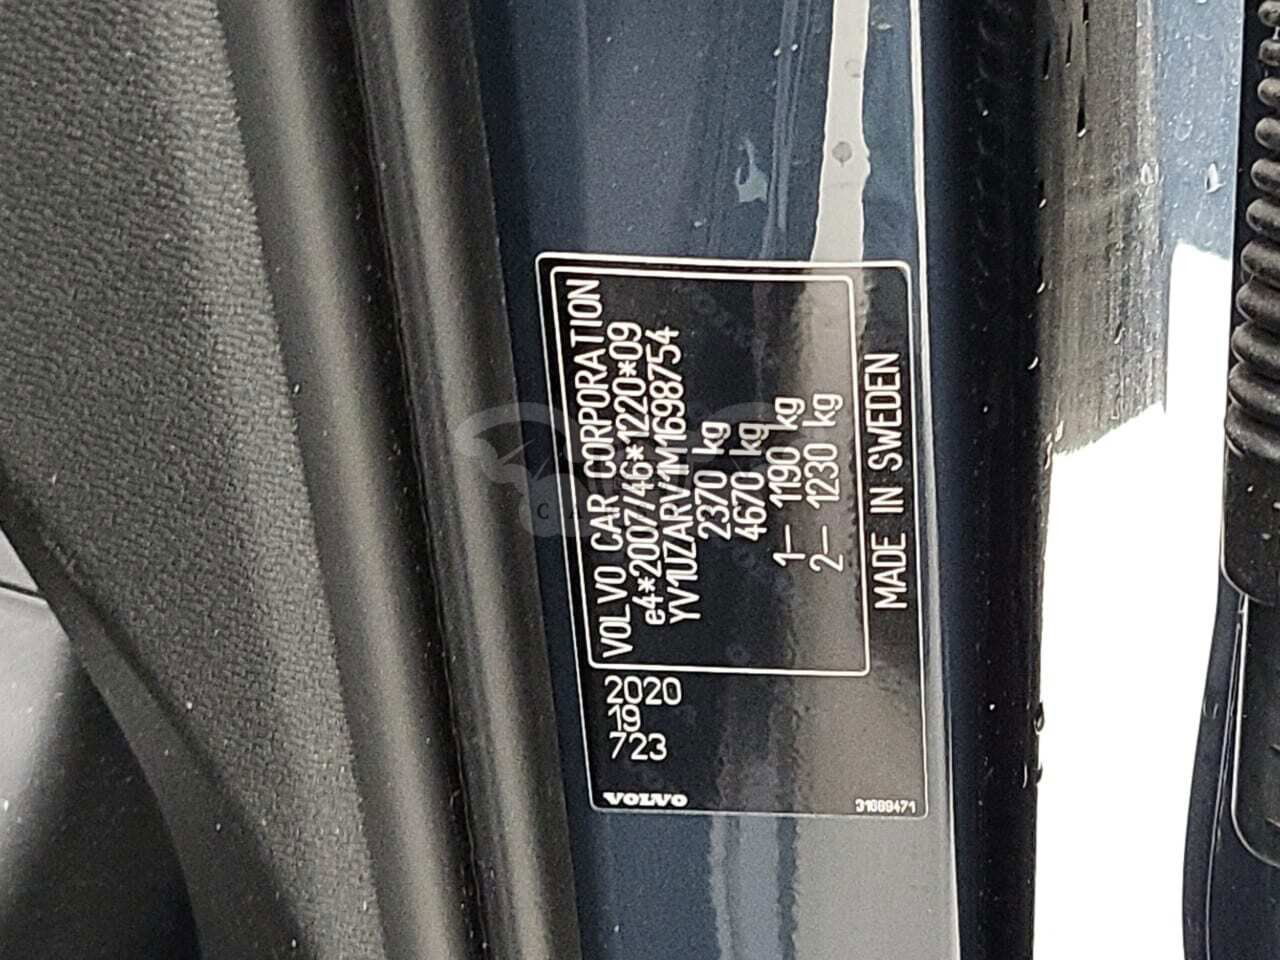 VOLVO CAR CORPORATION
e4*2007/46*1220*09
YV1UZARV1M1698754
2370 kg
4670 kg
1– 1190 kg
2– 1230 kg
MADE IN SWEDEN
2020
19
723
VOLVO
31689471